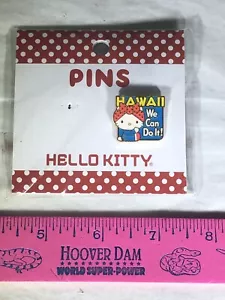 PINS
HAWAII
We
Can
Do It!
HELLO KITTY
5 6 7 8
HOOVER DAM
WORLD SUPER-POWER